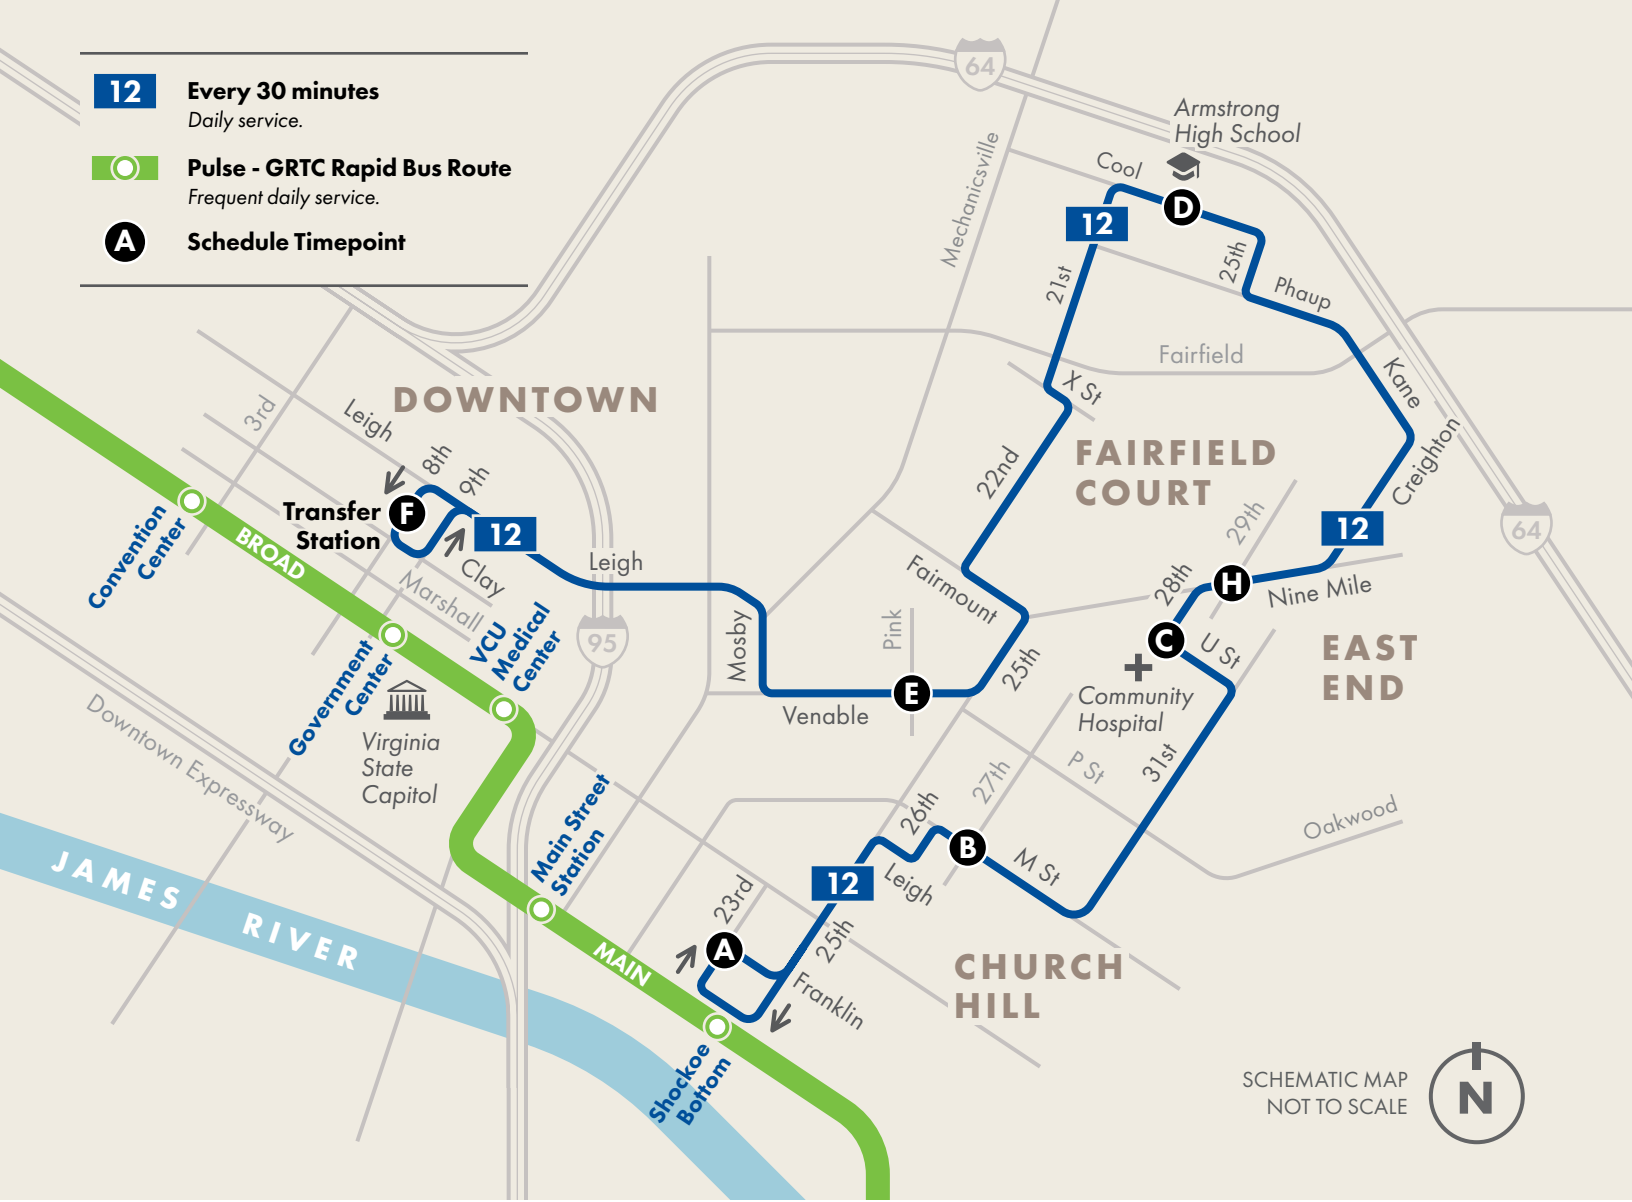 12
Every 30 minutes
Daily service.
Pulse - GRTC Rapid Bus Route
Frequent daily service.
A
Schedule Timepoint
64
Armstrong
High School
Mechanicsville
Cool
D
12
21st
25th
Phaup
Fairfield
Kane
X St
DOWNTOWN
3rd
Leigh
8th
9th
FAIRFIELD
COURT
22nd
Creighton
29th
12
64
Transfer
Station
F
12
Convention
Center
BROAD
Clay
Marshall
Leigh
Fairmount
28th
H
Nine Mile
VCU
Medical
Center
95
Mosby
Pink
C
U St
EAST
END
Government
Center
E
25th
Community
Hospital
Venable
Downtown Expressway
Virginia
State
Capitol
31st
P St
27th
Main Street
Station
26th
Oakwood
B
M St
12
Leigh
JAMES RIVER
23rd
25th
A
MAIN
CHURCH
HILL
Franklin
Shockoe
Bottom
SCHEMATIC MAP
NOT TO SCALE
N